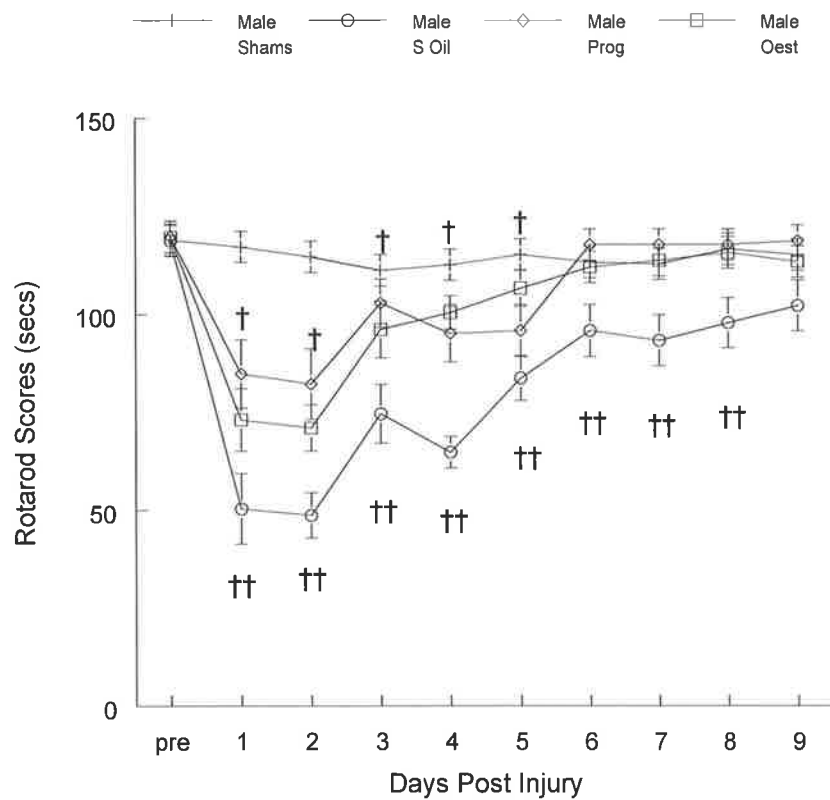 Male Male Male Male
Shams S Oil Prog Oest
150
100
50
0
Rotarod Scores (secs)
† † † † †
†† †† †† †† †† †† †† ††
pre 1 2 3 4 5 6 7 8 9
Days Post Injury